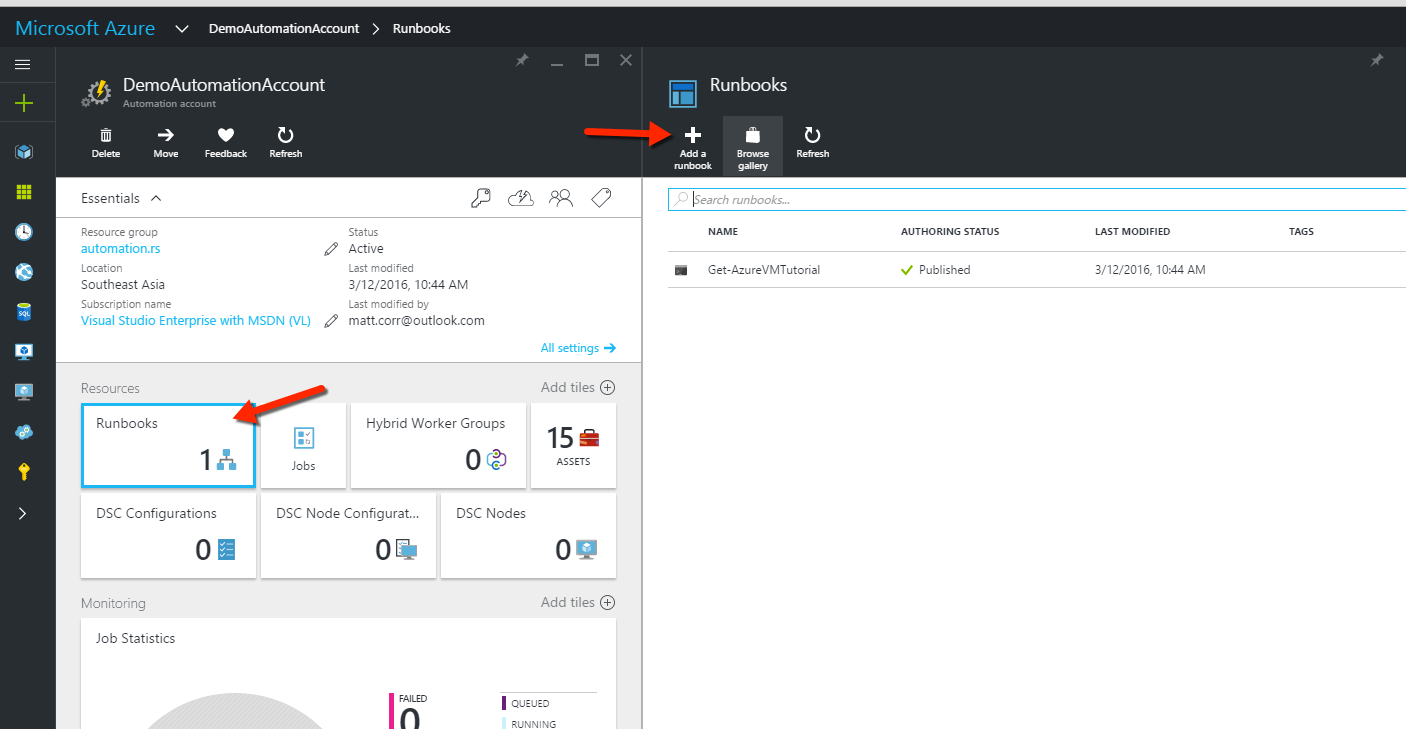 Microsoft Azure DemoAutomationAccount Runbooks
DemoAutomationAccount
Automation account
Delete Move Feedback Refresh
Essentials
Resource group
automation.rs
Status
Active
Location
Southeast Asia
Last modified
3/12/2016, 10:44 AM
Subscription name
Visual Studio Enterprise with MSDN (VL)
Last modified by
matt.corr@outlook.com
All settings
Resources Add tiles
Runbooks
1
Jobs
Hybrid Worker Groups
0
15
ASSETS
DSC Configurations
0
DSC Node Configurat...
0
DSC Nodes
0
Monitoring Add tiles
Job Statistics
FAILED
0
QUEUED
RUNNING
Runbooks
Add a
runbook
Browse
gallery
Refresh
Search runbooks...
NAME AUTHORING STATUS LAST MODIFIED TAGS
Get-AzureVMTutorial Published 3/12/2016, 10:44 AM
SQL